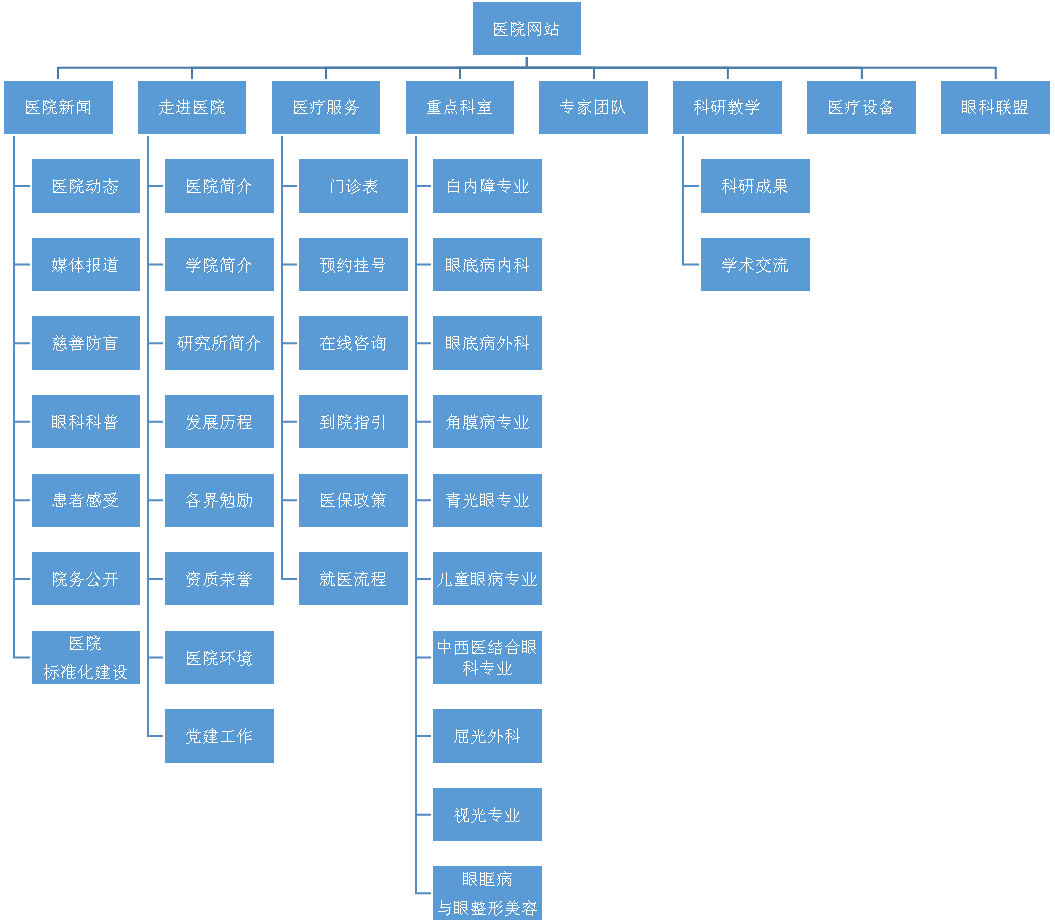 医院网站
医院新闻
走进医院
医疗服务
重点科室
专家团队
科研教学
医疗设备
眼科联盟
医院动态
媒体报道
慈善防盲
眼科科普
患者感受
院务公开
医院
标准化建设
医院简介
学院简介
研究所简介
发展历程
各界勉励
资质荣誉
医院环境
党建工作
门诊表
预约挂号
在线咨询
到院指引
医保政策
就医流程
白内障专业
眼底病内科
眼底病外科
角膜病专业
青光眼专业
儿童眼病专业
中西医结合眼
科专业
屈光外科
视光专业
眼眶病
与眼整形美容
科研成果
学术交流